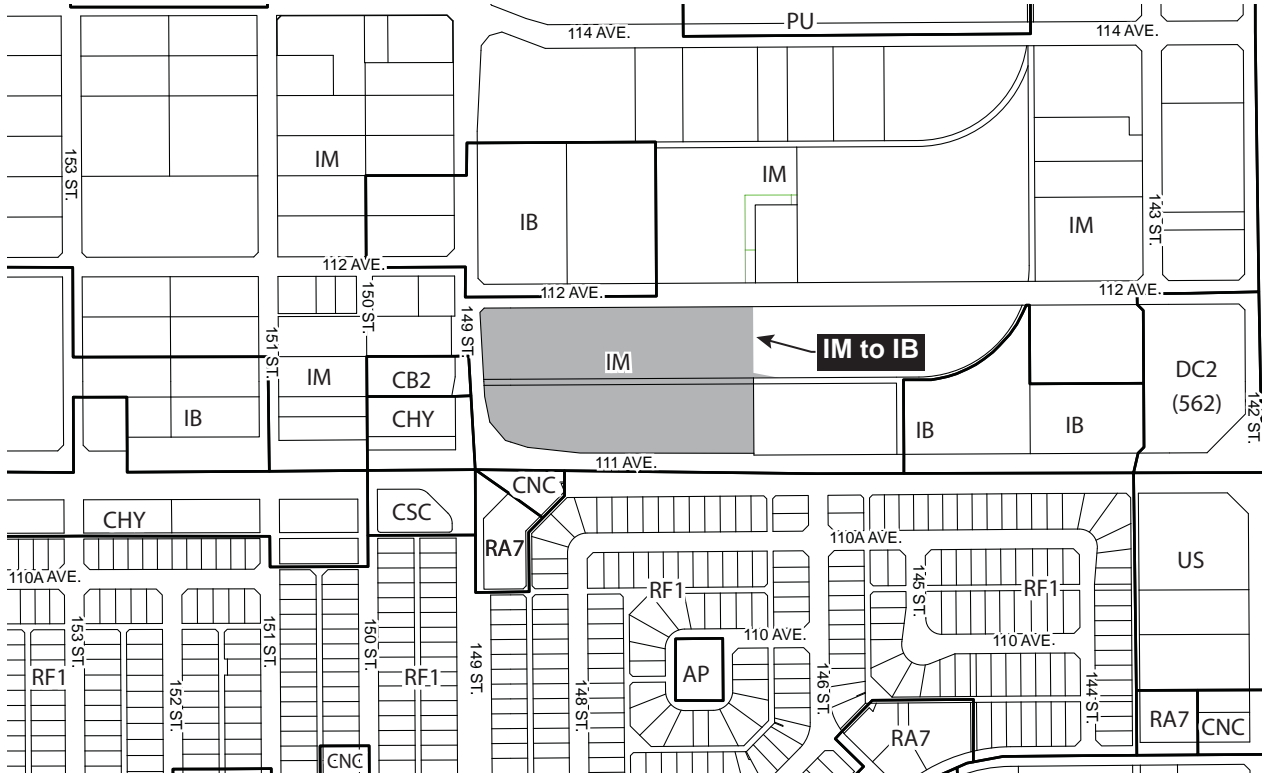 PU
114 AVE.
114 AVE.
153 ST.
IM
IM
IB
IM
143 ST.
112 AVE.
112 AVE.
112 AVE.
150 ST.
149 ST.
151 ST.
IM
IM to IB
IM
CB2
DC2
(562)
142 ST.
IB
CHY
IB
IB
111 AVE.
CNC
CHY
CSC
RA7
110A AVE.
US
110A AVE.
145 ST.
RF1
RF1
153 ST.
151 ST.
150 ST.
149 ST.
110 AVE.
110 AVE.
RF1
RF1
AP
152 ST.
148 ST.
146 ST.
144 ST.
RA7
CNC
RA7
CNC